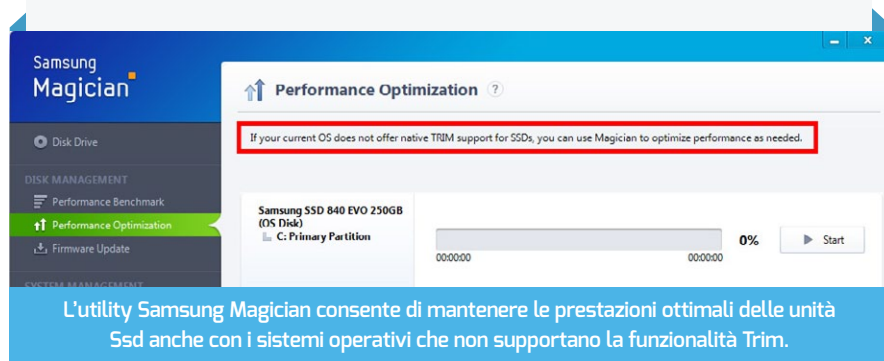 Samsung
Magician
Performance Optimization ?
Disk Drive
If your current OS does not offer native TRIM support for SSDs, you can use Magician to optimize performance as needed.
DISK MANAGEMENT
Performance Benchmark
Performance Optimization
Firmware Update
SYSTEM MANAGEMENT
Samsung SSD 840 EVO 250GB
(OS Disk)
C: Primary Partition
0%
Start
00:00:00 00:00:00
L'utility Samsung Magician consente di mantenere le prestazioni ottimali delle unità
Ssd anche con i sistemi operativi che non supportano la funzionalità Trim.